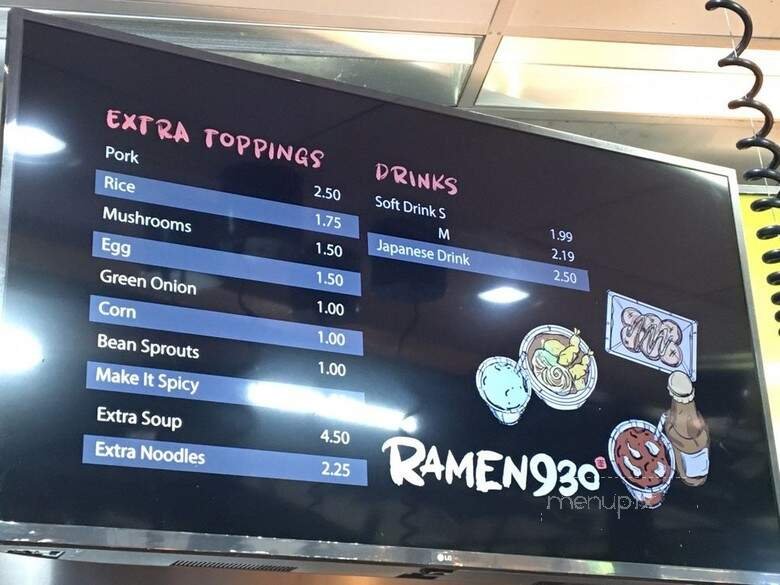 EXTRA TOPPINGS
Pork 2.50
Rice 1.75
Mushrooms 1.50
Egg 1.50
Green Onion 1.00
Corn 1.00
Bean Sprouts 1.00
Make It Spicy
Extra Soup 4.50
Extra Noodles 2.25
DRINKS
Soft Drink S 1.99
M 2.19
Japanese Drink 2.50
RAMEN930
menupix
LG